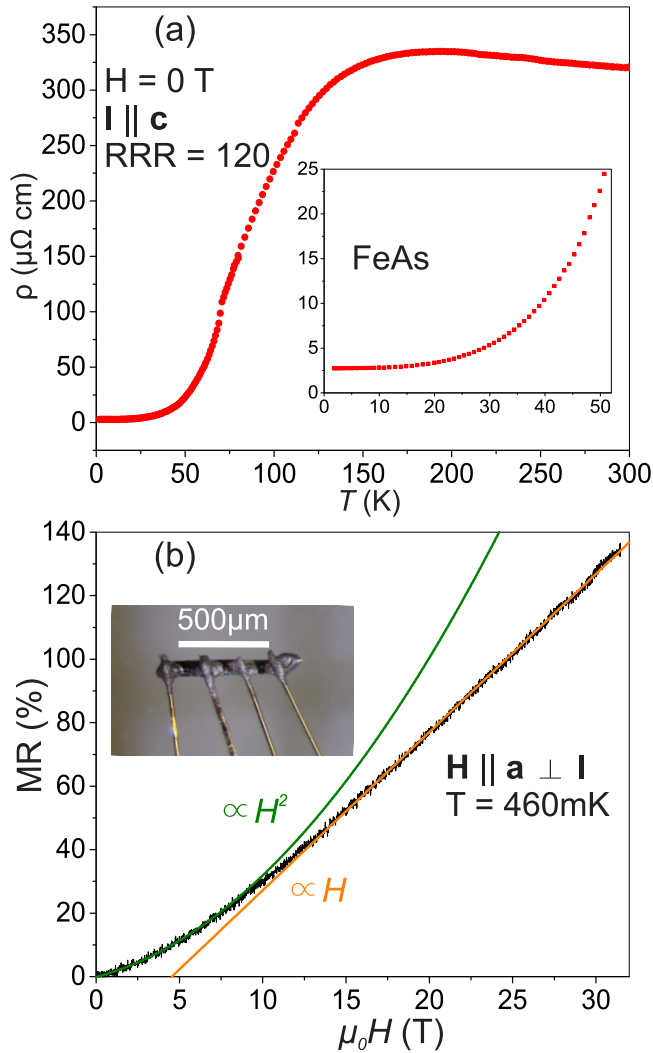 (a)
H = 0 T
I || c
RRR = 120
ρ (μΩ cm)
350
300
250
200
150
100
50
0
FeAs
25
20
15
10
5
0
0 10 20 30 40 50
0 50 100 150 200 250 300
T (K)
(b)
MR (%)
140
120
100
80
60
40
20
0
500μm
∝ H²
∝ H
H || a ⊥ I
T = 460mK
0 5 10 15 20 25 30
μ₀H (T)